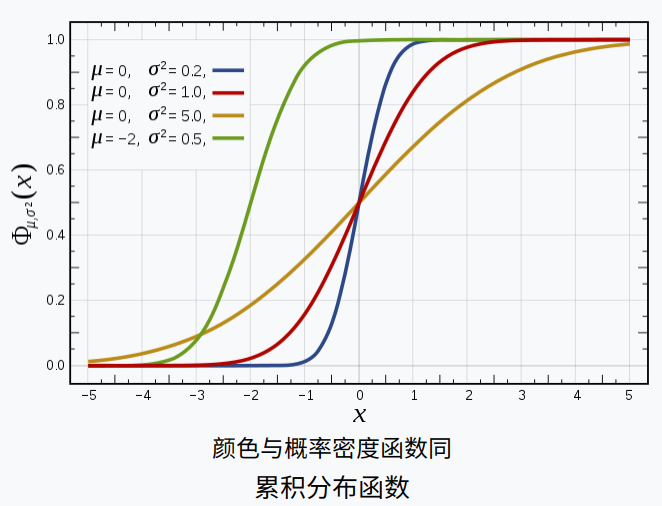 1.0
μ = 0, σ² = 0.2,
μ = 0, σ² = 1.0,
μ = 0, σ² = 5.0,
μ = −2, σ² = 0.5,
0.8
0.6
Φμ,σ²(x)
0.4
0.2
0.0
−5 −4 −3 −2 −1 0 1 2 3 4 5
x
颜色与概率密度函数同
累积分布函数